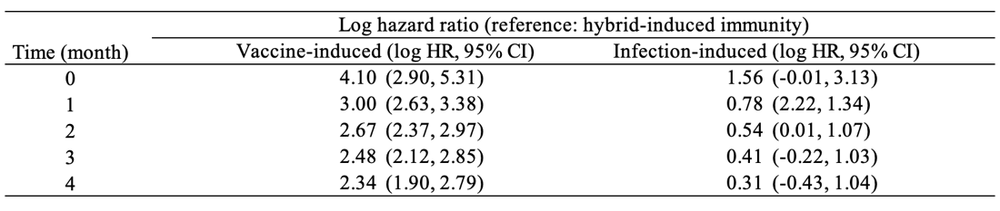 Log hazard ratio (reference: hybrid-induced immunity)
Time (month) Vaccine-induced (log HR, 95% CI) Infection-induced (log HR, 95% CI)
0 4.10 (2.90, 5.31) 1.56 (-0.01, 3.13)
1 3.00 (2.63, 3.38) 0.78 (2.22, 1.34)
2 2.67 (2.37, 2.97) 0.54 (0.01, 1.07)
3 2.48 (2.12, 2.85) 0.41 (-0.22, 1.03)
4 2.34 (1.90, 2.79) 0.31 (-0.43, 1.04)